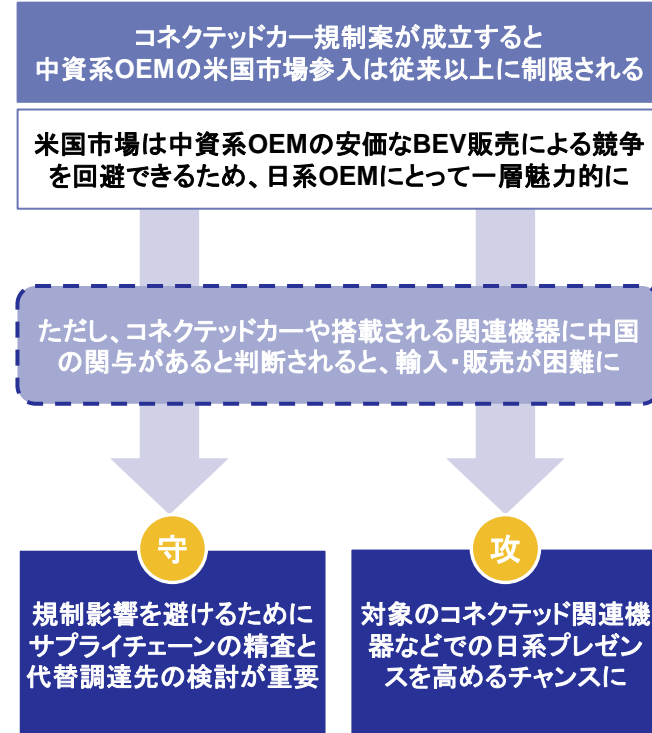 コネクテッドカー規制案が成立すると
中資系OEMの米国市場参入は従来以上に制限される
米国市場は中資系OEMの安価なBEV販売による競争
を回避できるため、日系OEMにとって一層魅力的に
ただし、コネクテッドカーや搭載される関連機器に中国
の関与があると判断されると、輸入・販売が困難に
守
規制影響を避けるために
サプライチェーンの精査と
代替調達先の検討が重要
攻
対象のコネクテッド関連機
器などでの日系プレゼン
スを高めるチャンスに